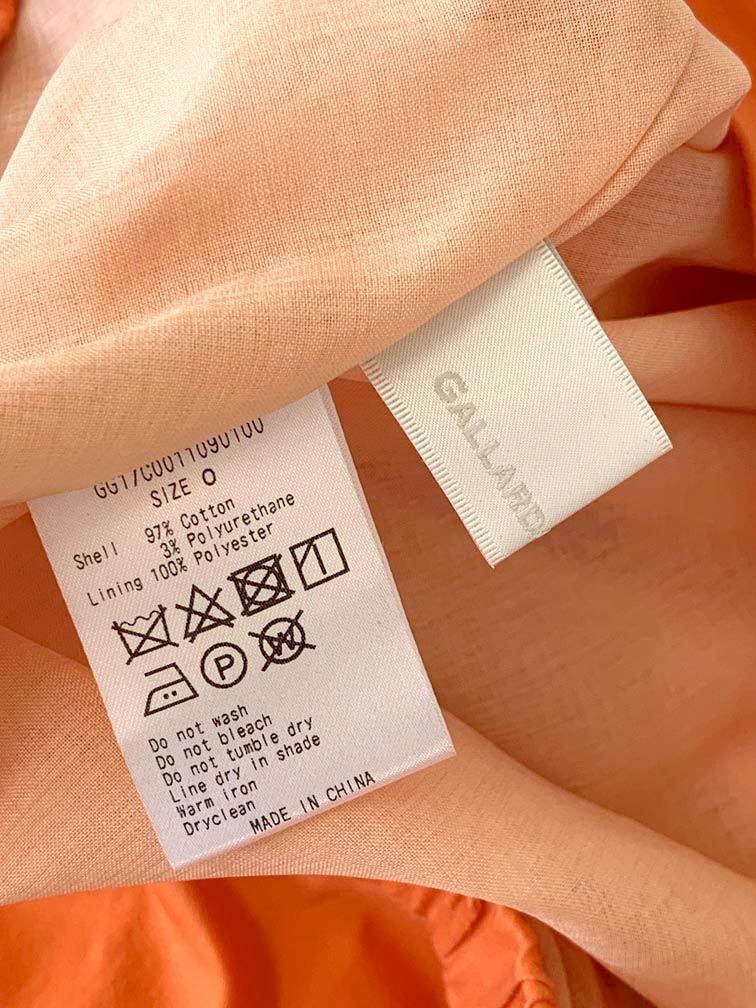 GG17C0011090100
SIZE O
Shell 97% Cotton
3% Polyurethane
Lining 100% Polyester
P
W
Do not wash
Do not bleach
Do not tumble dry
Line dry in shade
Warm iron
Dryclean
MADE IN CHINA
GALLARD